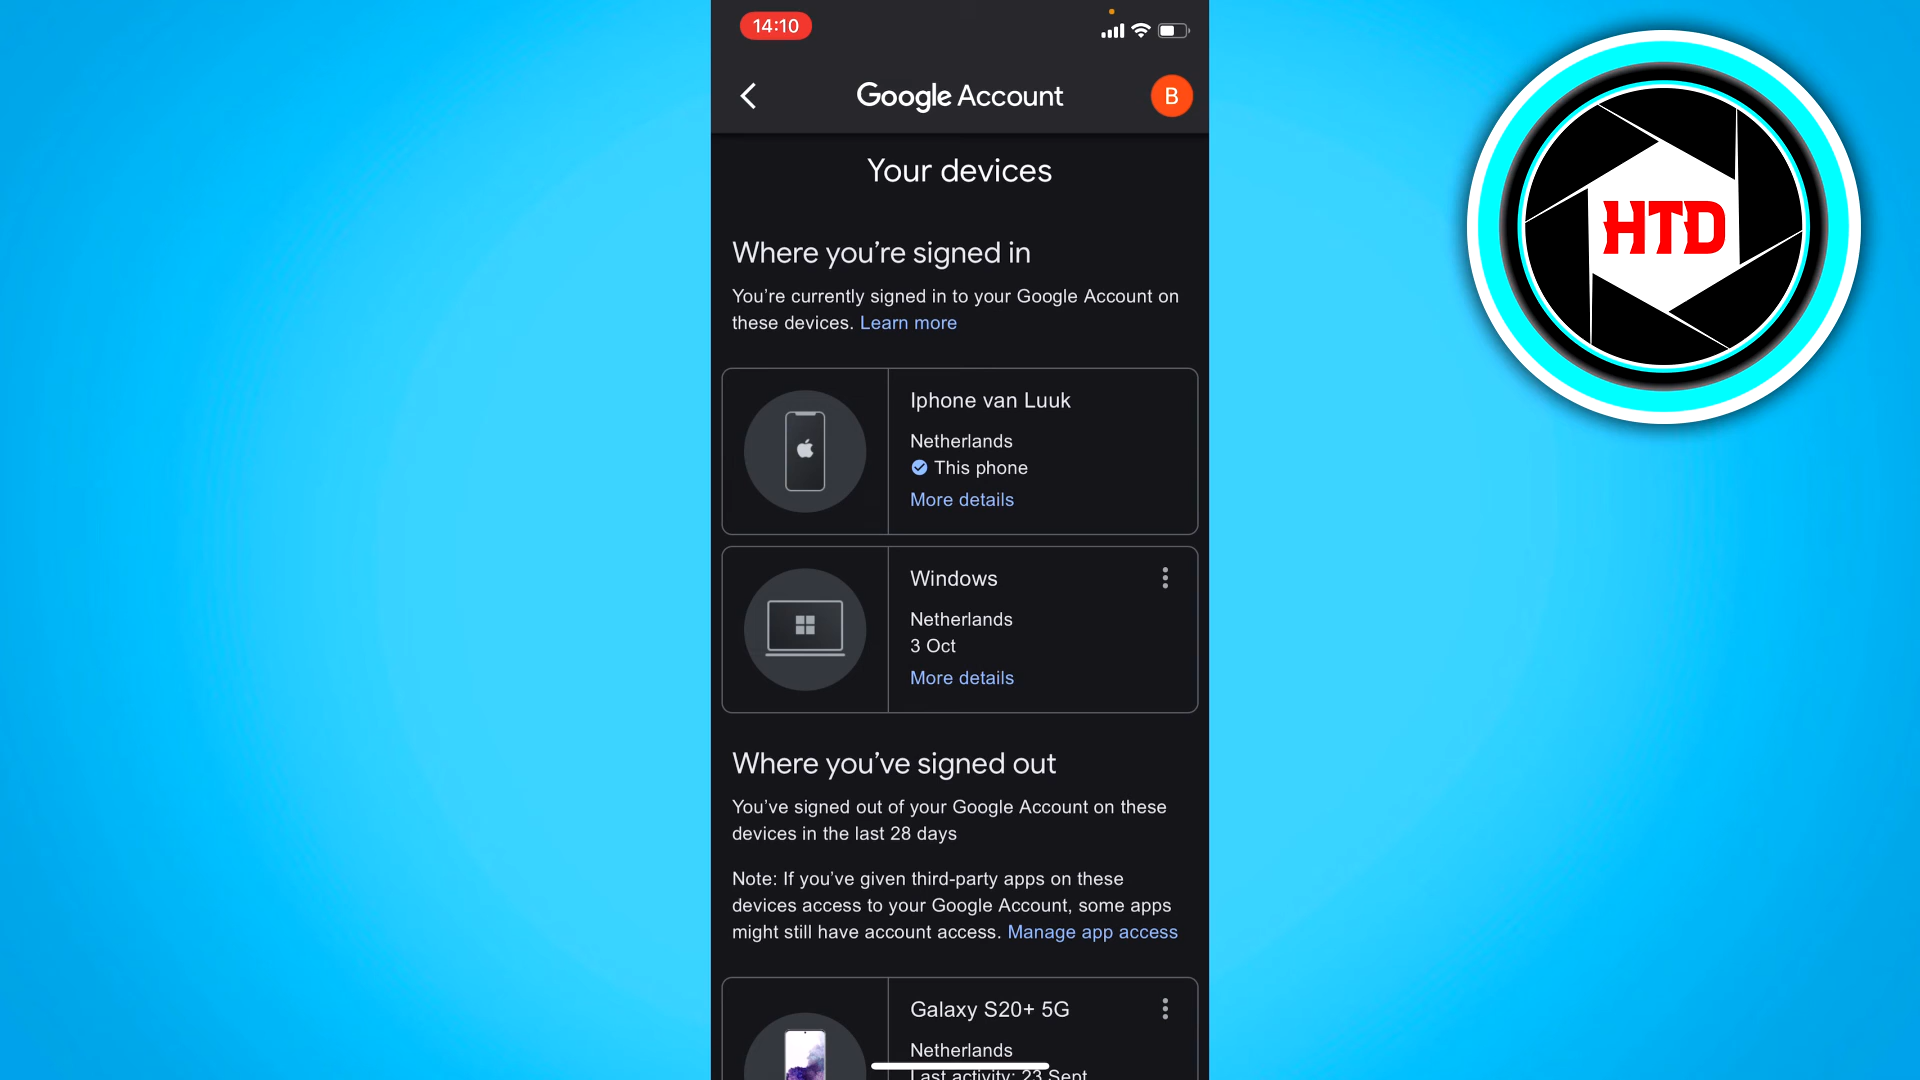 14:10
Google Account
B
Your devices
Where you’re signed in
You’re currently signed in to your Google Account on
these devices. Learn more
Iphone van Luuk
Netherlands
This phone
More details
Windows
Netherlands
3 Oct
More details
Where you’ve signed out
You’ve signed out of your Google Account on these
devices in the last 28 days
Note: If you’ve given third-party apps on these
devices access to your Google Account, some apps
might still have account access. Manage app access
Galaxy S20+ 5G
Netherlands
Last activity: 23 Sept
HTD